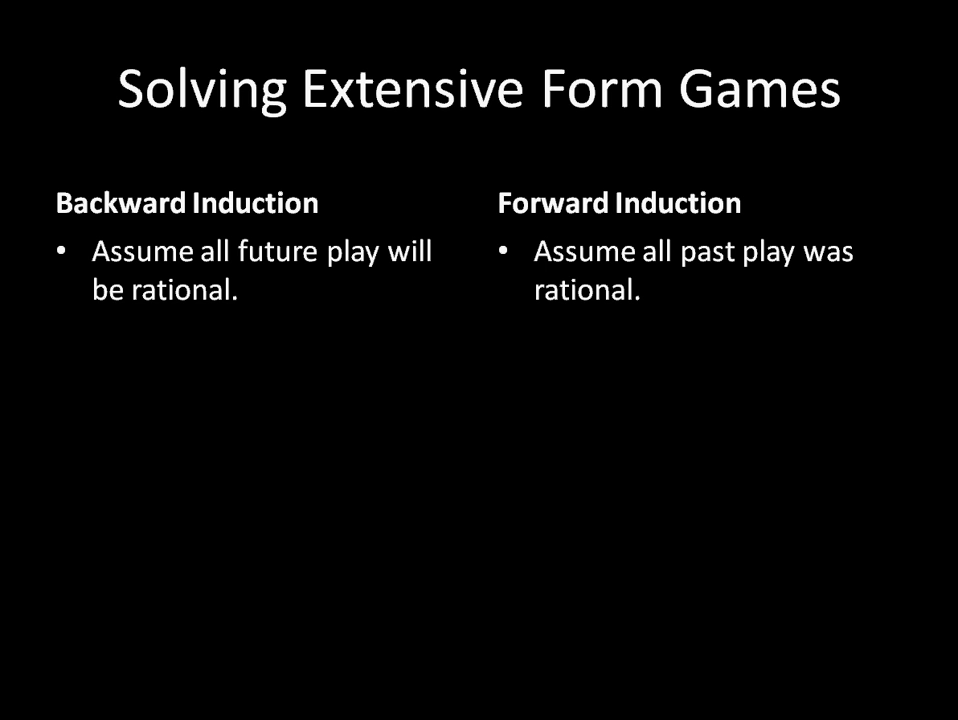 Solving Extensive Form Games
Backward Induction
• Assume all future play will
be rational.
Forward Induction
• Assume all past play was
rational.